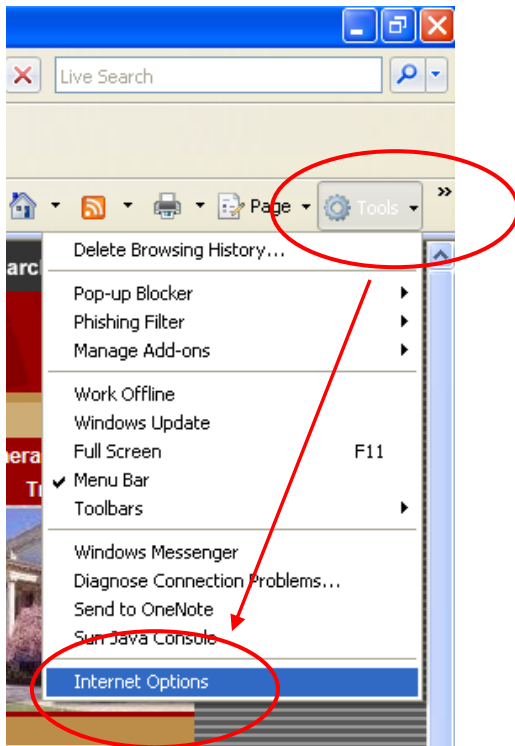 Live Search
Page
Tools
»
Delete Browsing History...
arc
Pop-up Blocker
Phishing Filter
Manage Add-ons
Work Offline
Windows Update
era
Full Screen F11
Menu Bar
Toolbars
Windows Messenger
Diagnose Connection Problems...
Send to OneNote
Sun Java Console
Internet Options